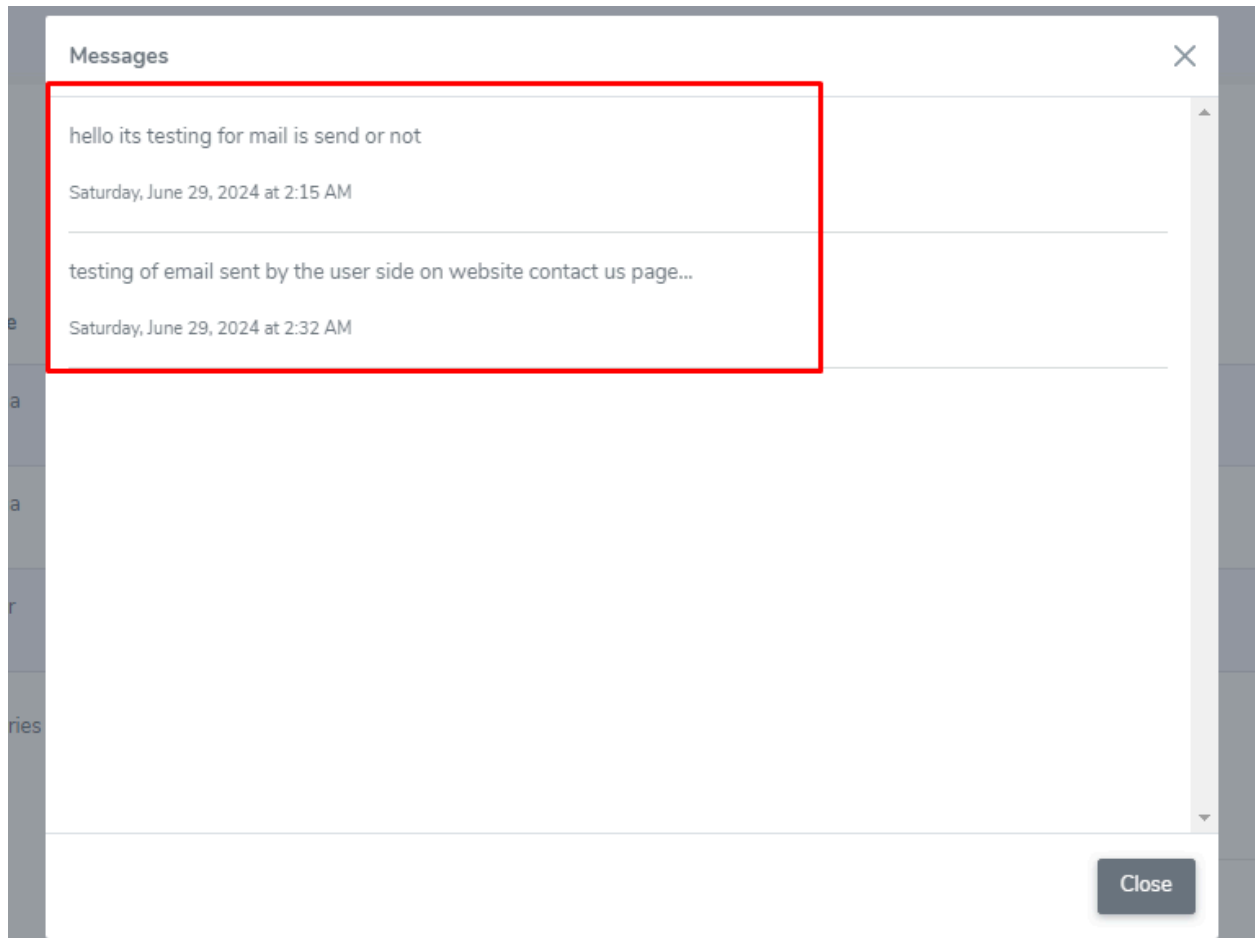 Messages
hello its testing for mail is send or not
Saturday, June 29, 2024 at 2:15 AM
testing of email sent by the user side on website contact us page...
Saturday, June 29, 2024 at 2:32 AM
e
a
a
r
ries
Close